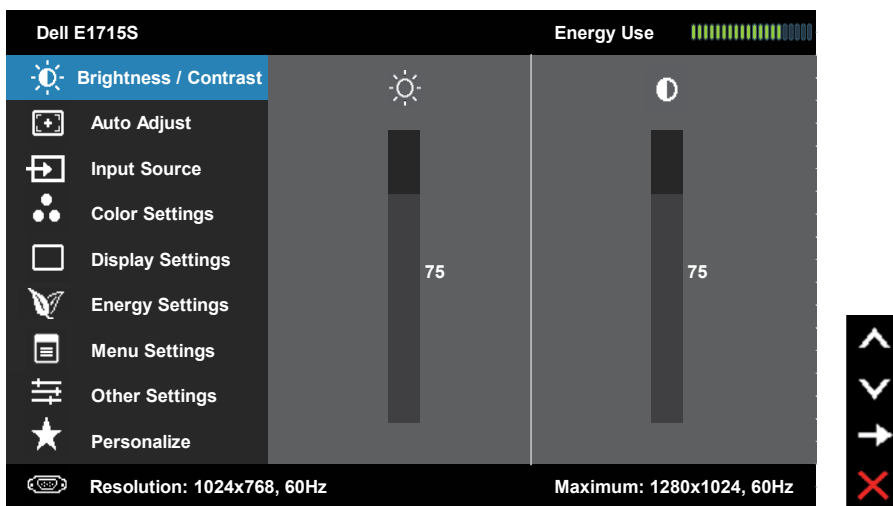 Dell E1715S
Energy Use
Brightness / Contrast
Auto Adjust
Input Source
Color Settings
Display Settings
Energy Settings
Menu Settings
Other Settings
Personalize
75
75
Resolution: 1024x768, 60Hz
Maximum: 1280x1024, 60Hz